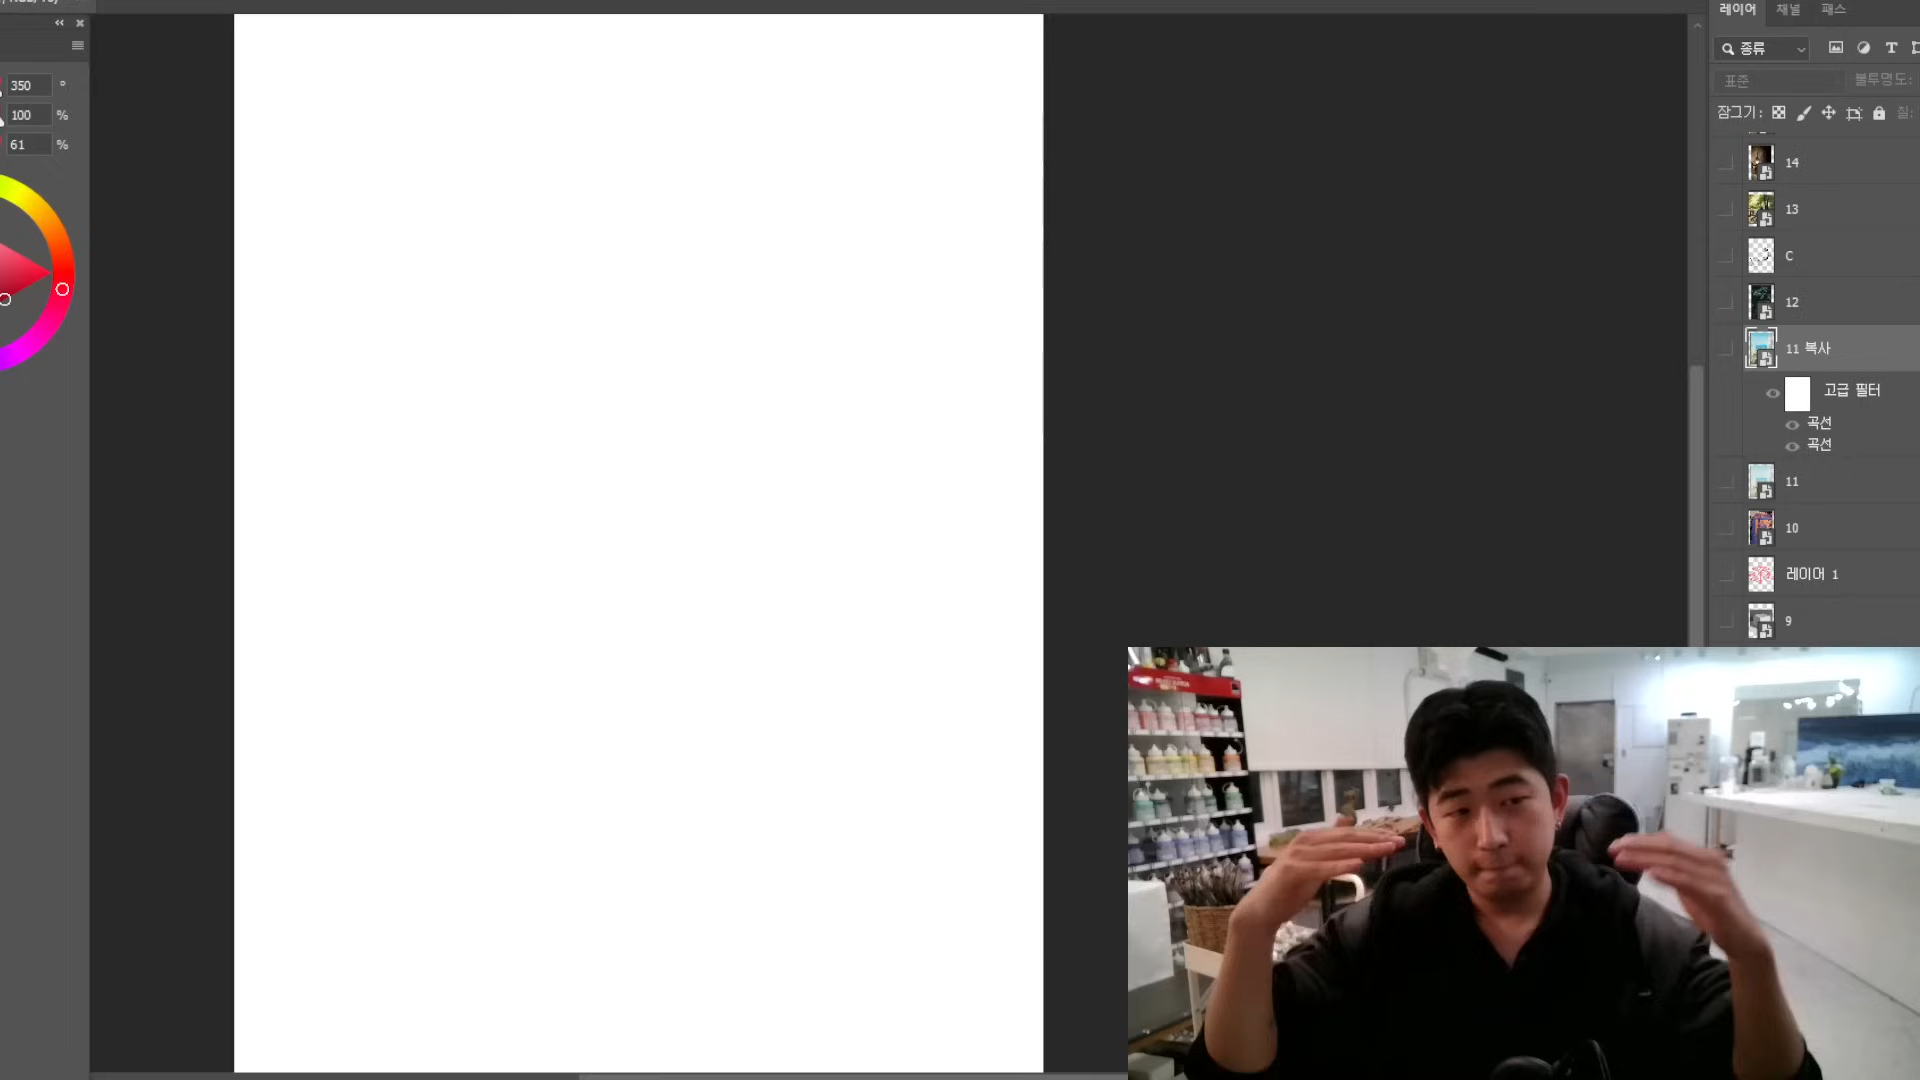 350 °
100 %
61 %
레이어 채널 패스
종류
표준 불투명도:
잠그기: 칠:
14
13
C
12
11 복사
고급 필터
곡선
곡선
11
10
레이어 1
9